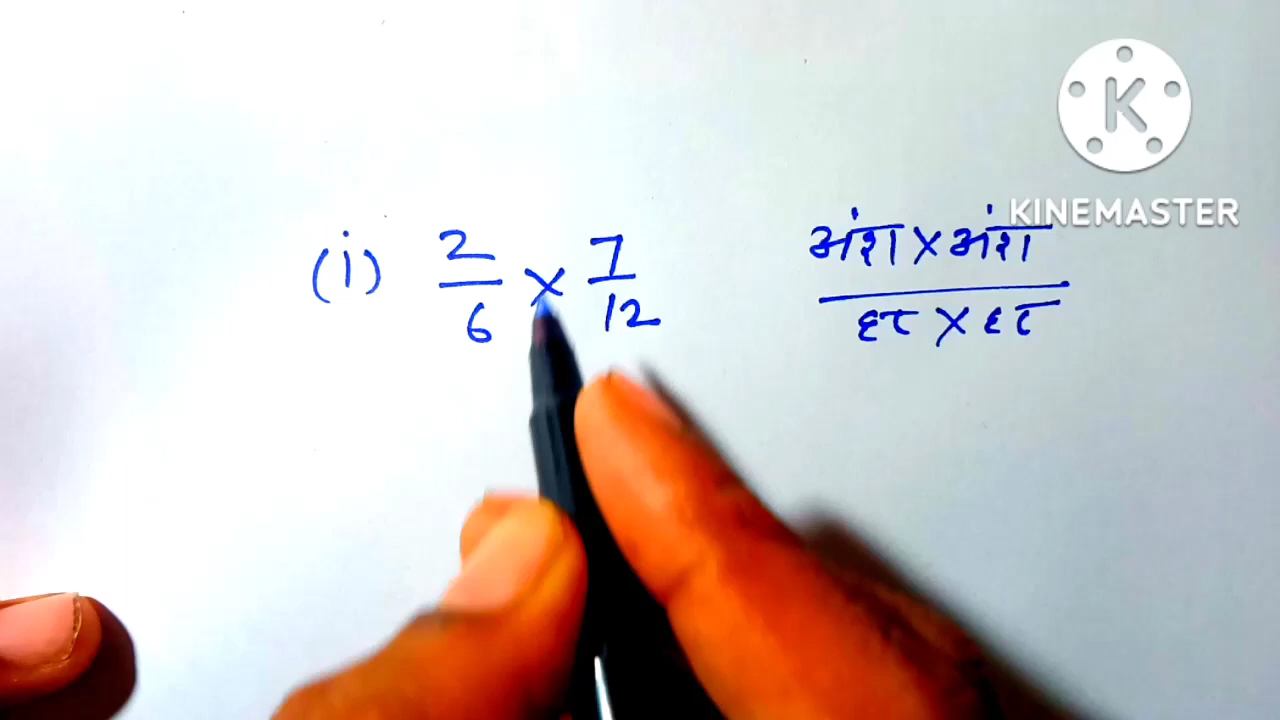 K
KINEMASTER
(i) 2/6 × 7/12
अंश × अंश
हर × हर